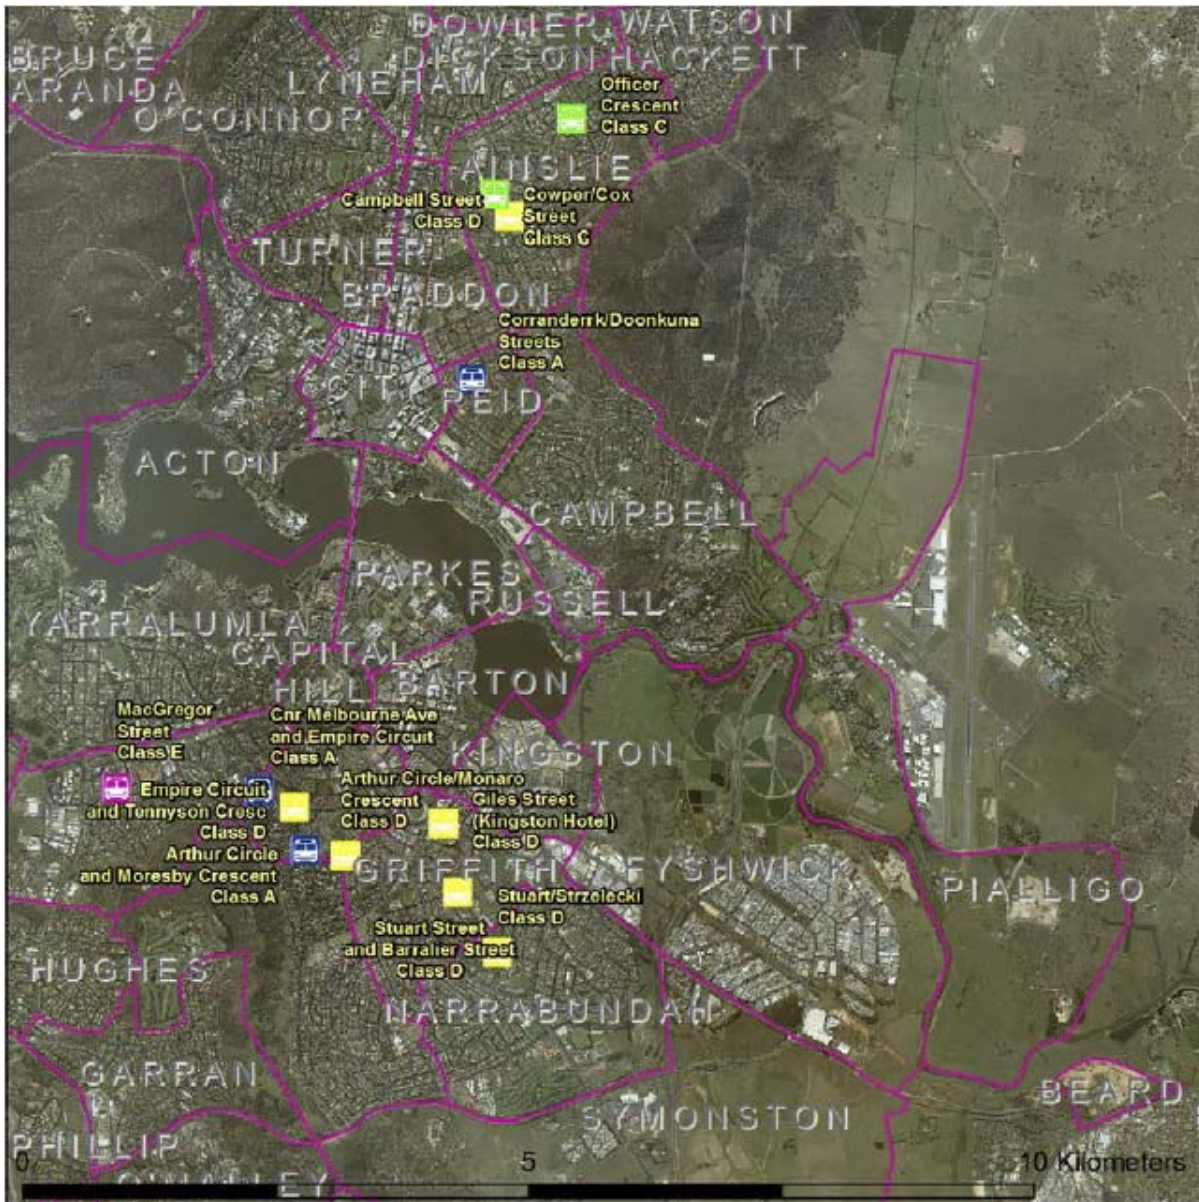 DOWNER
WATSON
BRUCE
DICKSON
HACKETT
ARANDA
LYNEHAM
O'CONNOR
Officer
Crescent
Class C
AINSLIE
Campbell Street
Class D
Cowper/Cox
Street
Class C
TURNER
BRADDON
Corranderrk/Doonkuna
Streets
Class A
REID
ACTON
CAMPBELL
PARKES
RUSSELL
YARRALUMLA
CAPITAL
HILL
BARTON
MacGregor
Street
Class E
Cnr Melbourne Ave
and Empire Circuit
Class A
KINGSTON
Empire Circuit
and Tennyson Cresc
Class D
Arthur Circle/Monaro
Crescent
Class D
Giles Street
(Kingston Hotel)
Class D
Arthur Circle
and Moresby Crescent
Class A
GRIFFITH
FYSHWICK
PIALLIGO
Stuart/Strzelecki
Class D
Stuart Street
and Barralier Street
Class D
HUGHES
NARRABUNDAH
GARRAN
BEARD
SYMONSTON
PHILLIP
0 5 10 Kilometers